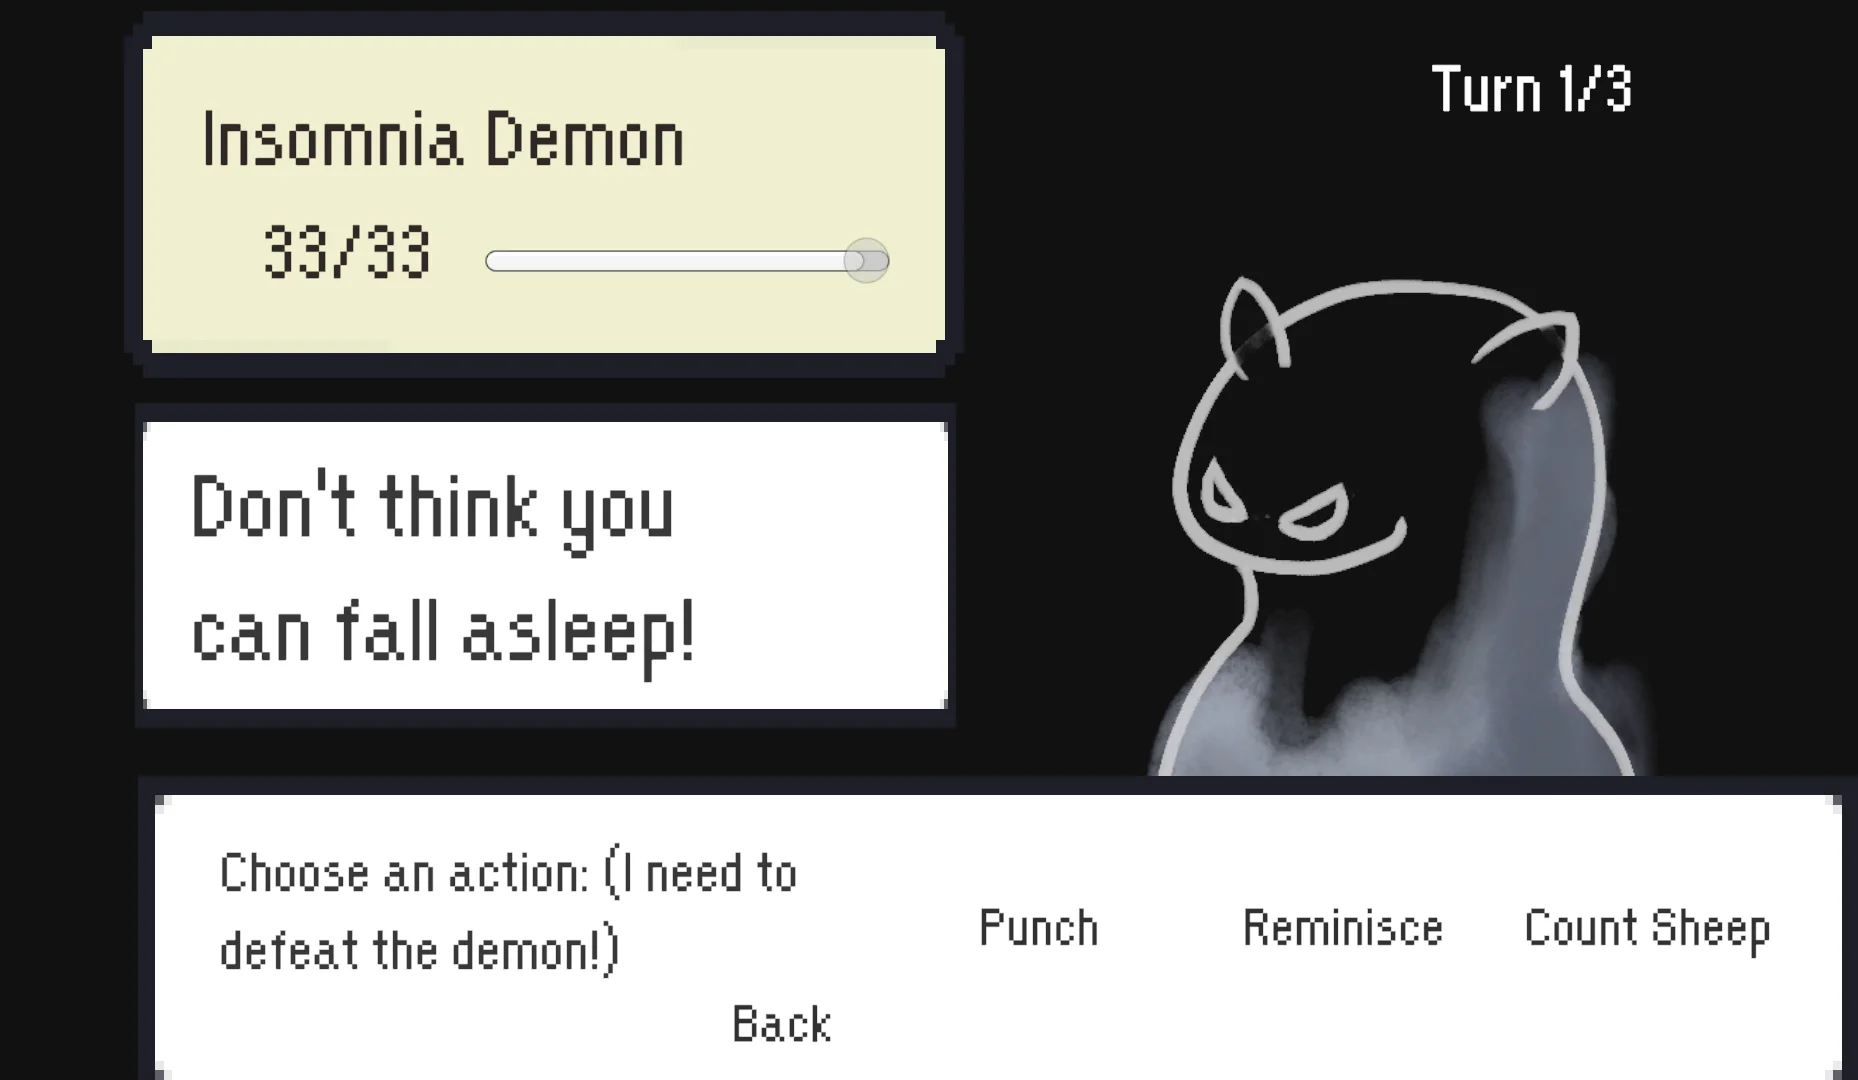 Insomnia Demon
33/33
Turn 1/3
Don't think you
can fall asleep!
Choose an action: (I need to
defeat the demon!)
Punch
Reminisce
Count Sheep
Back